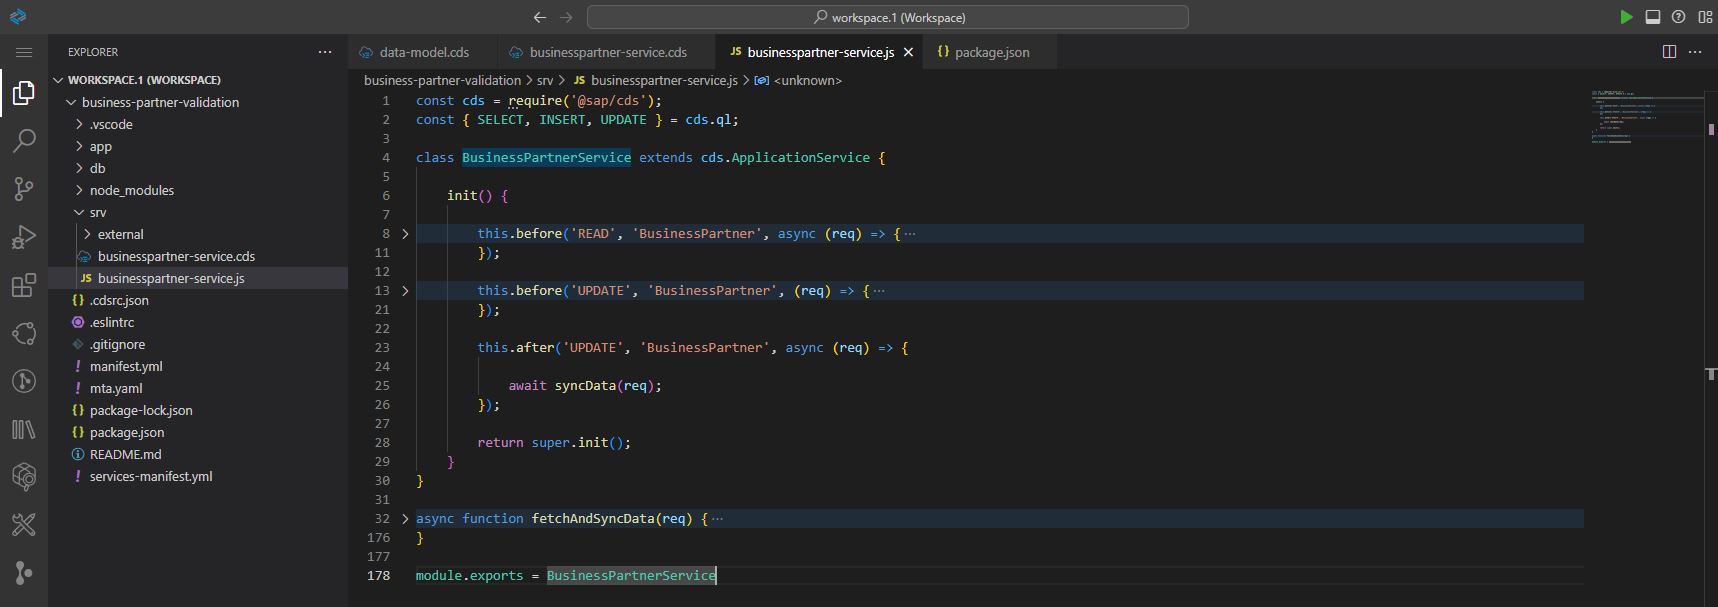 workspace.1 (Workspace)
EXPLORER
WORKSPACE.1 (WORKSPACE)
business-partner-validation
.vscode
app
db
node_modules
srv
external
businesspartner-service.cds
JS businesspartner-service.js
{} .cdsrc.json
.eslintrc
.gitignore
! manifest.yml
! mta.yaml
{} package-lock.json
{} package.json
README.md
! services-manifest.yml
data-model.cds businesspartner-service.cds JS businesspartner-service.js {} package.json
business-partner-validation > srv > JS businesspartner-service.js > <unknown>
1 const cds = require('@sap/cds');
2 const { SELECT, INSERT, UPDATE } = cds.ql;
3
4 class BusinessPartnerService extends cds.ApplicationService {
5
6 init() {
7
8 this.before('READ', 'BusinessPartner', async (req) => { ···
11 });
12
13 this.before('UPDATE', 'BusinessPartner', (req) => { ···
21 });
22
23 this.after('UPDATE', 'BusinessPartner', async (req) => {
24
25 await syncData(req);
26 });
27
28 return super.init();
29 }
30 }
31
32 async function fetchAndSyncData(req) { ···
176 }
177
178 module.exports = BusinessPartnerService